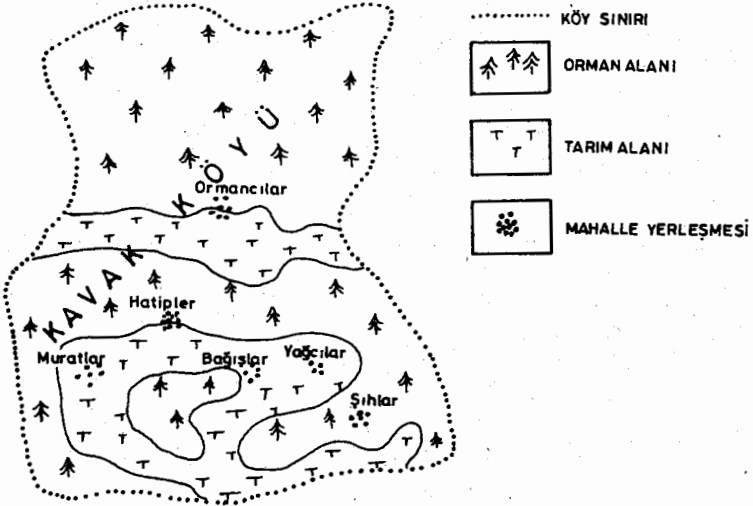 KÖY SINIRI
ORMAN ALANI
TARIM ALANI
MAHALLE YERLEŞMESİ
KAVAK KÖYÜ
Ormancılar
Hatipler
Muratlar
Bağışlar
Yağcılar
Şıhlar